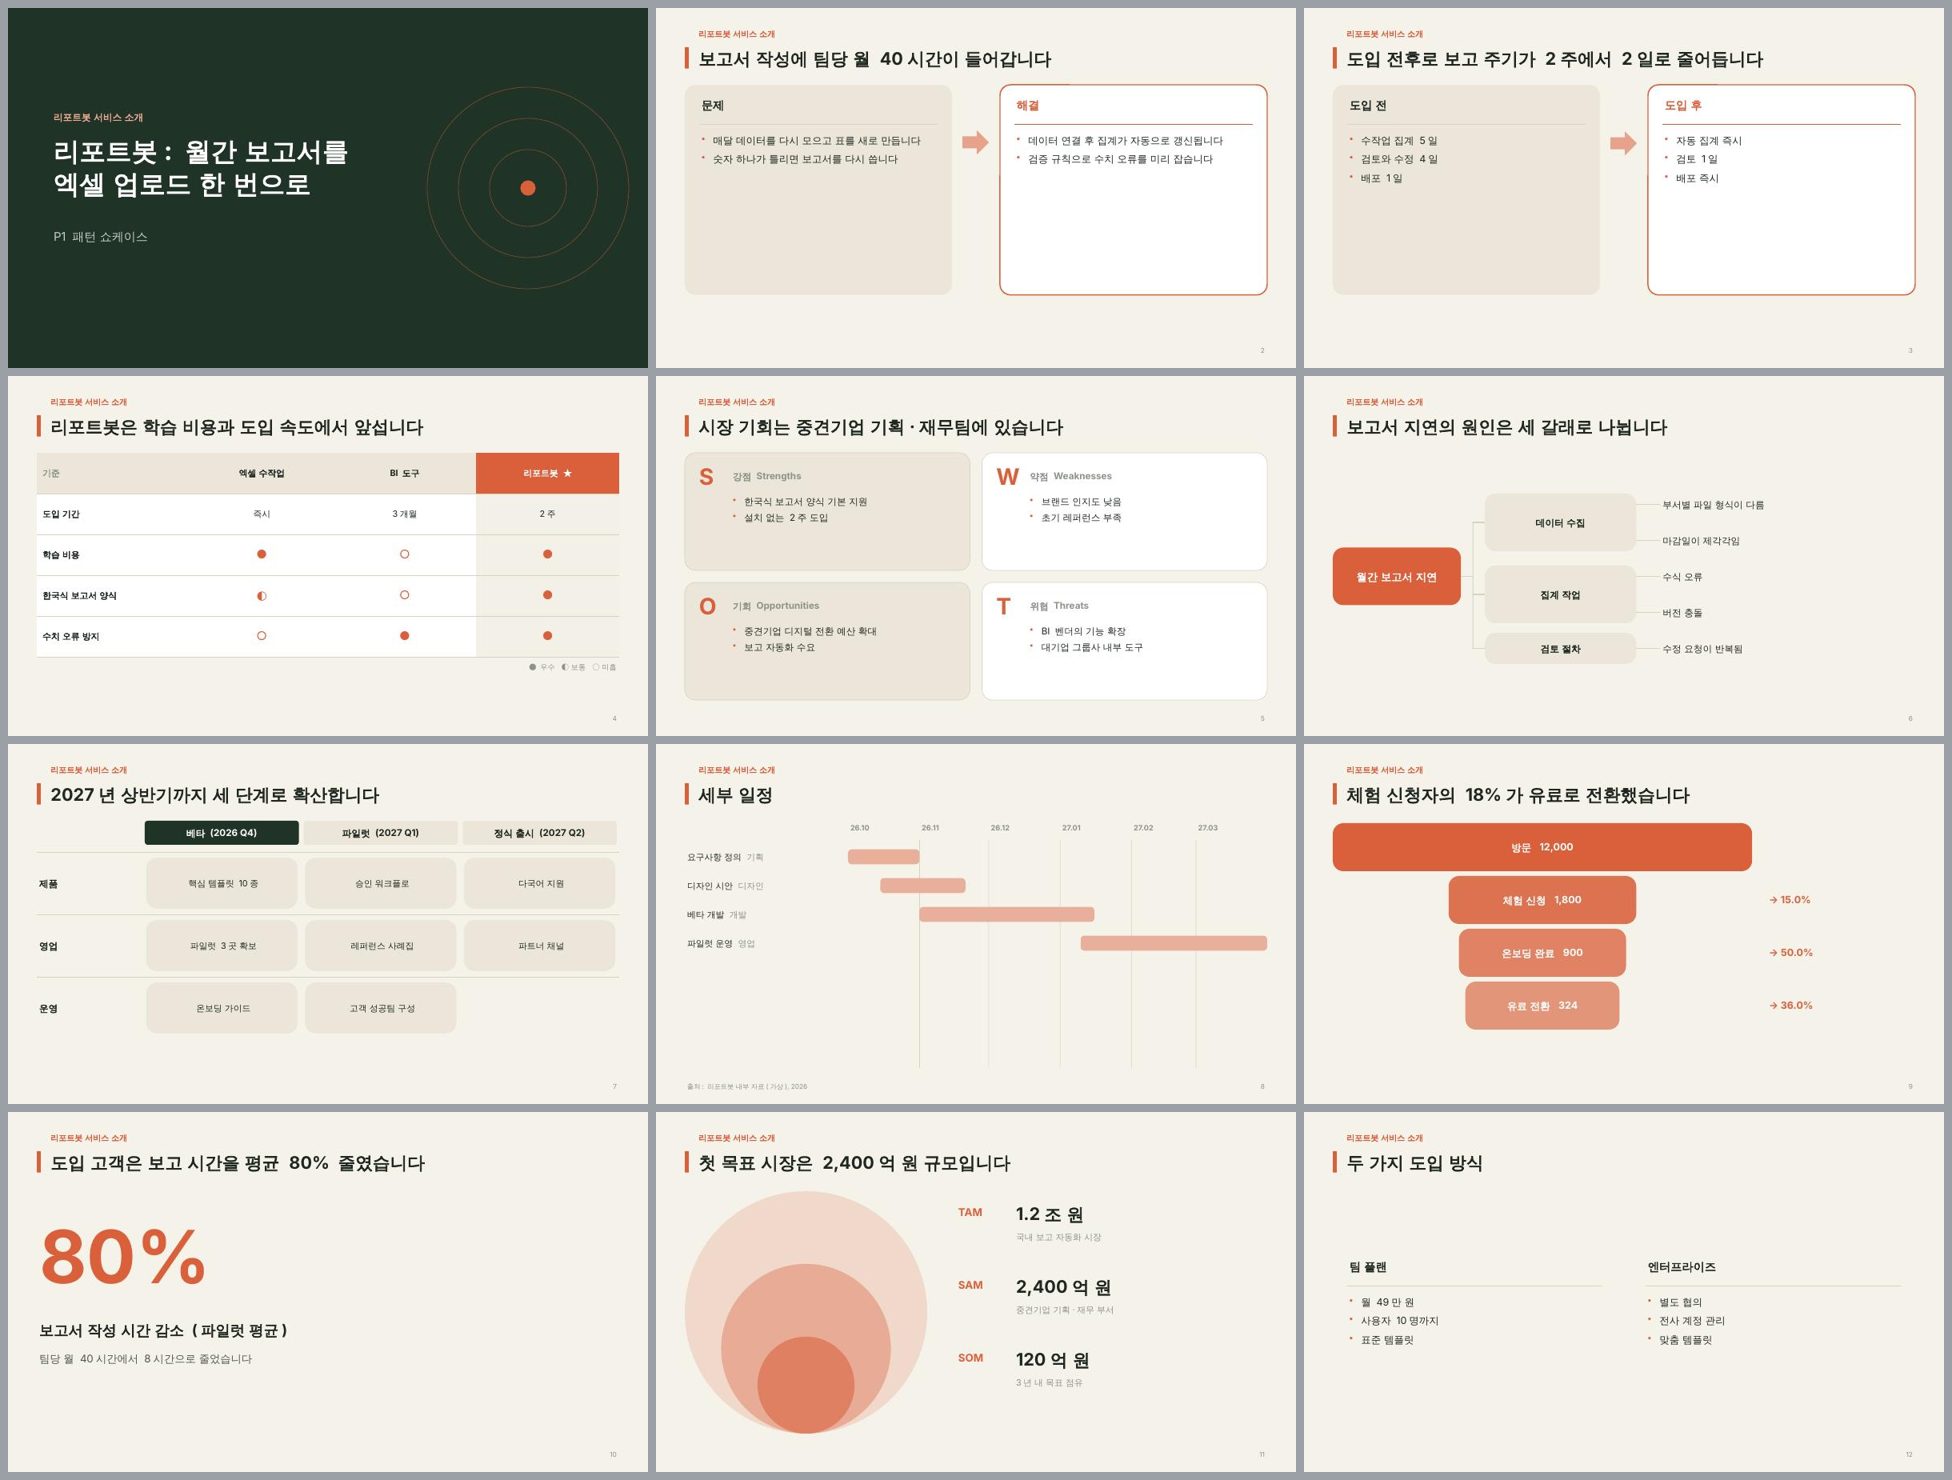 리포트봇 서비스 소개
리포트봇 : 월간 보고서를
엑셀 업로드 한 번으로
P1 패턴 쇼케이스
리포트봇 서비스 소개
보고서 작성에 팀당 월 40 시간이 들어갑니다
문제
• 매달 데이터를 다시 모으고 표를 새로 만듭니다
• 숫자 하나가 틀리면 보고서를 다시 씁니다
해결
• 데이터 연결 후 집계가 자동으로 갱신됩니다
• 검증 규칙으로 수치 오류를 미리 잡습니다
2
리포트봇 서비스 소개
도입 전후로 보고 주기가 2 주에서 2 일로 줄어듭니다
도입 전
• 수작업 집계 5 일
• 검토와 수정 4 일
• 배포 1 일
도입 후
• 자동 집계 즉시
• 검토 1 일
• 배포 즉시
3
리포트봇 서비스 소개
리포트봇은 학습 비용과 도입 속도에서 앞섭니다
기준 엑셀 수작업 BI 도구 리포트봇 ★
도입 기간 즉시 3 개월 2 주
학습 비용 ● ○ ●
한국식 보고서 양식 ◐ ○ ●
수치 오류 방지 ○ ● ●
● 우수 ◐ 보통 ○ 미흡
4
리포트봇 서비스 소개
시장 기회는 중견기업 기획 · 재무팀에 있습니다
S 강점 Strengths
• 한국식 보고서 양식 기본 지원
• 설치 없는 2 주 도입
W 약점 Weaknesses
• 브랜드 인지도 낮음
• 초기 레퍼런스 부족
O 기회 Opportunities
• 중견기업 디지털 전환 예산 확대
• 보고 자동화 수요
T 위협 Threats
• BI 벤더의 기능 확장
• 대기업 그룹사 내부 도구
5
리포트봇 서비스 소개
보고서 지연의 원인은 세 갈래로 나뉩니다
월간 보고서 지연
데이터 수집
부서별 파일 형식이 다름
마감일이 제각각임
집계 작업
수식 오류
버전 충돌
검토 절차
수정 요청이 반복됨
6
리포트봇 서비스 소개
2027 년 상반기까지 세 단계로 확산합니다
베타 (2026 Q4) 파일럿 (2027 Q1) 정식 출시 (2027 Q2)
제품 핵심 템플릿 10 종 승인 워크플로 다국어 지원
영업 파일럿 3 곳 확보 레퍼런스 사례집 파트너 채널
운영 온보딩 가이드 고객 성공팀 구성
7
리포트봇 서비스 소개
세부 일정
26.10 26.11 26.12 27.01 27.02 27.03
요구사항 정의 기획
디자인 시안 디자인
베타 개발 개발
파일럿 운영 영업
출처 : 리포트봇 내부 자료 ( 가상 ), 2026
8
리포트봇 서비스 소개
체험 신청자의 18% 가 유료로 전환했습니다
방문 12,000
체험 신청 1,800 → 15.0%
온보딩 완료 900 → 50.0%
유료 전환 324 → 36.0%
9
리포트봇 서비스 소개
도입 고객은 보고 시간을 평균 80% 줄였습니다
80%
보고서 작성 시간 감소 ( 파일럿 평균 )
팀당 월 40 시간에서 8 시간으로 줄었습니다
10
리포트봇 서비스 소개
첫 목표 시장은 2,400 억 원 규모입니다
TAM 1.2 조 원
국내 보고 자동화 시장
SAM 2,400 억 원
중견기업 기획 · 재무 부서
SOM 120 억 원
3 년 내 목표 점유
11
리포트봇 서비스 소개
두 가지 도입 방식
팀 플랜
• 월 49 만 원
• 사용자 10 명까지
• 표준 템플릿
엔터프라이즈
• 별도 협의
• 전사 계정 관리
• 맞춤 템플릿
12